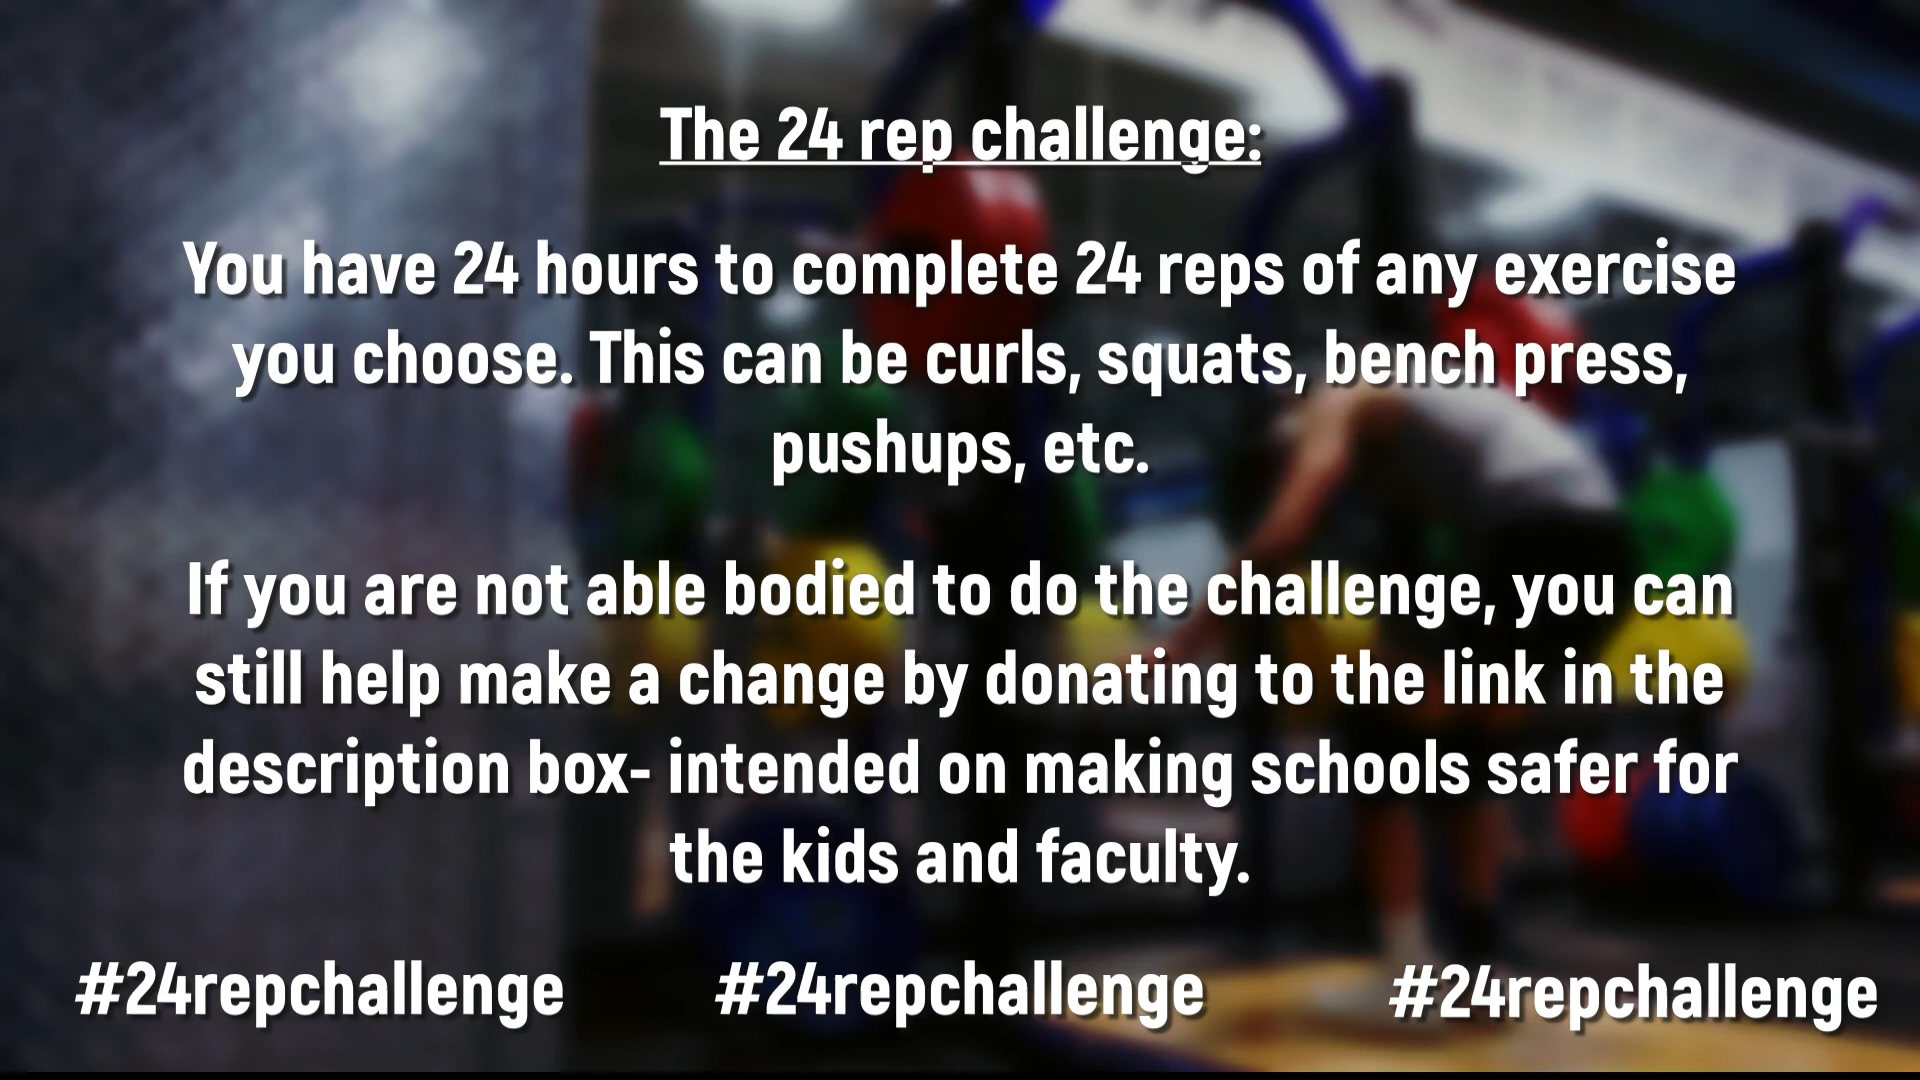 The 24 rep challenge:
You have 24 hours to complete 24 reps of any exercise
you choose. This can be curls, squats, bench press,
pushups, etc.
If you are not able bodied to do the challenge, you can
still help make a change by donating to the link in the
description box- intended on making schools safer for
the kids and faculty.
#24repchallenge #24repchallenge #24repchallenge